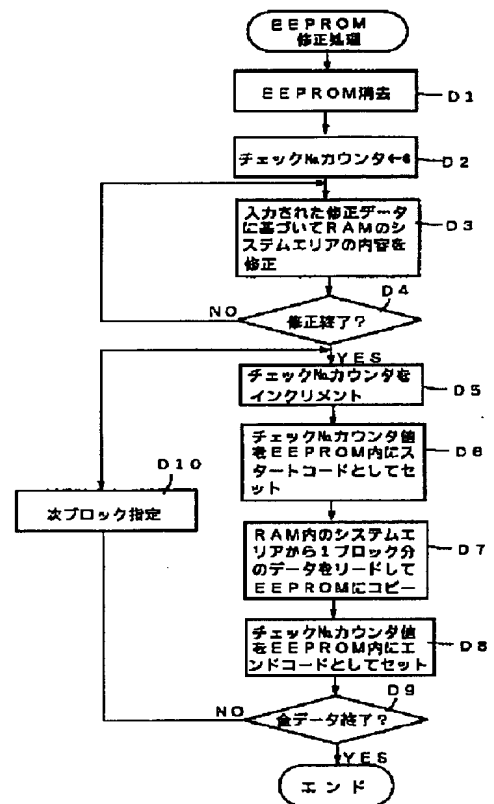 EEPROM
修正処理
EEPROM消去
D1
チェック№カウンタ←0
D2
入力された修正データ
に基づいてRAMのシ
ステムエリアの内容を
修正
D3
D4
NO
修正終了?
YES
チェック№カウンタを
インクリメント
D5
チェック№カウンタ値
をEEPROM内にス
タートコードとしてセ
ット
D6
D10
次ブロック指定
RAM内のシステムエ
リアから1ブロック分
のデータをリードして
EEPROMにコピー
D7
チェック№カウンタ値
をEEPROM内にエ
ンドコードとしてセット
D8
D9
NO
全データ終了?
YES
エンド